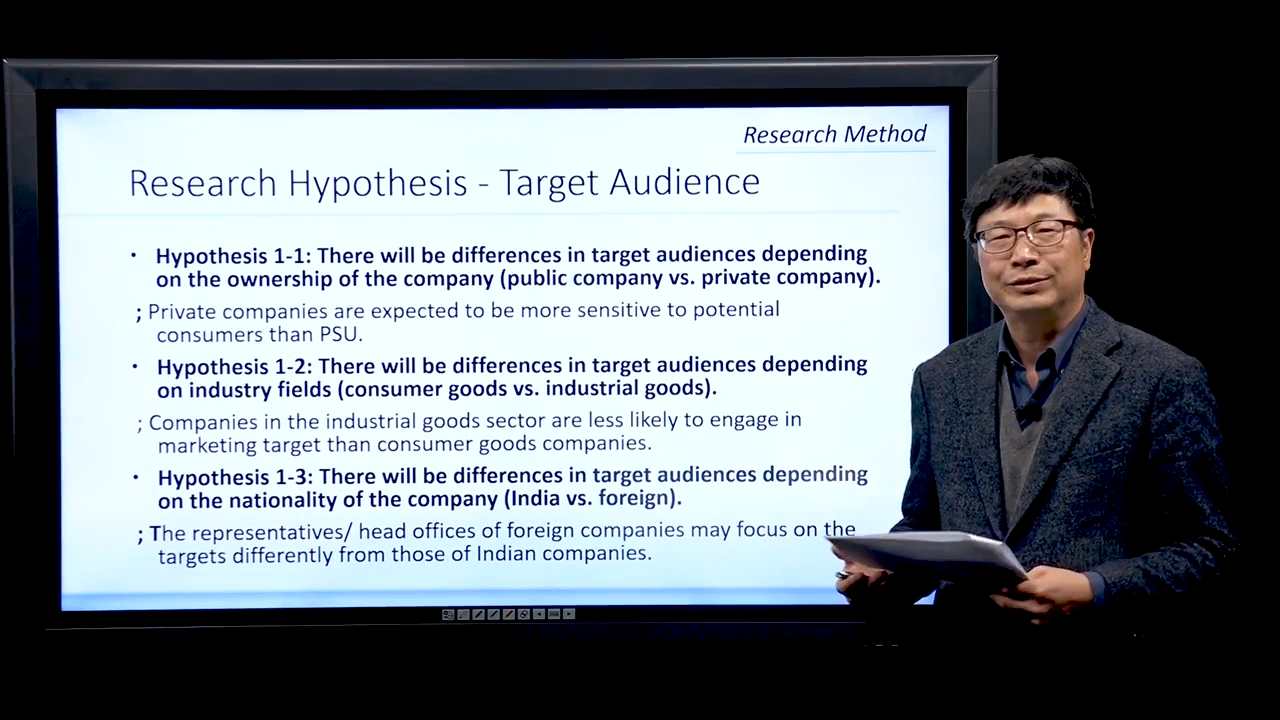 Research Method
Research Hypothesis - Target Audience
• Hypothesis 1-1: There will be differences in target audiences depending
on the ownership of the company (public company vs. private company).
; Private companies are expected to be more sensitive to potential
consumers than PSU.
• Hypothesis 1-2: There will be differences in target audiences depending
on industry fields (consumer goods vs. industrial goods).
; Companies in the industrial goods sector are less likely to engage in
marketing target than consumer goods companies.
• Hypothesis 1-3: There will be differences in target audiences depending
on the nationality of the company (India vs. foreign).
; The representatives/ head offices of foreign companies may focus on the
targets differently from those of Indian companies.